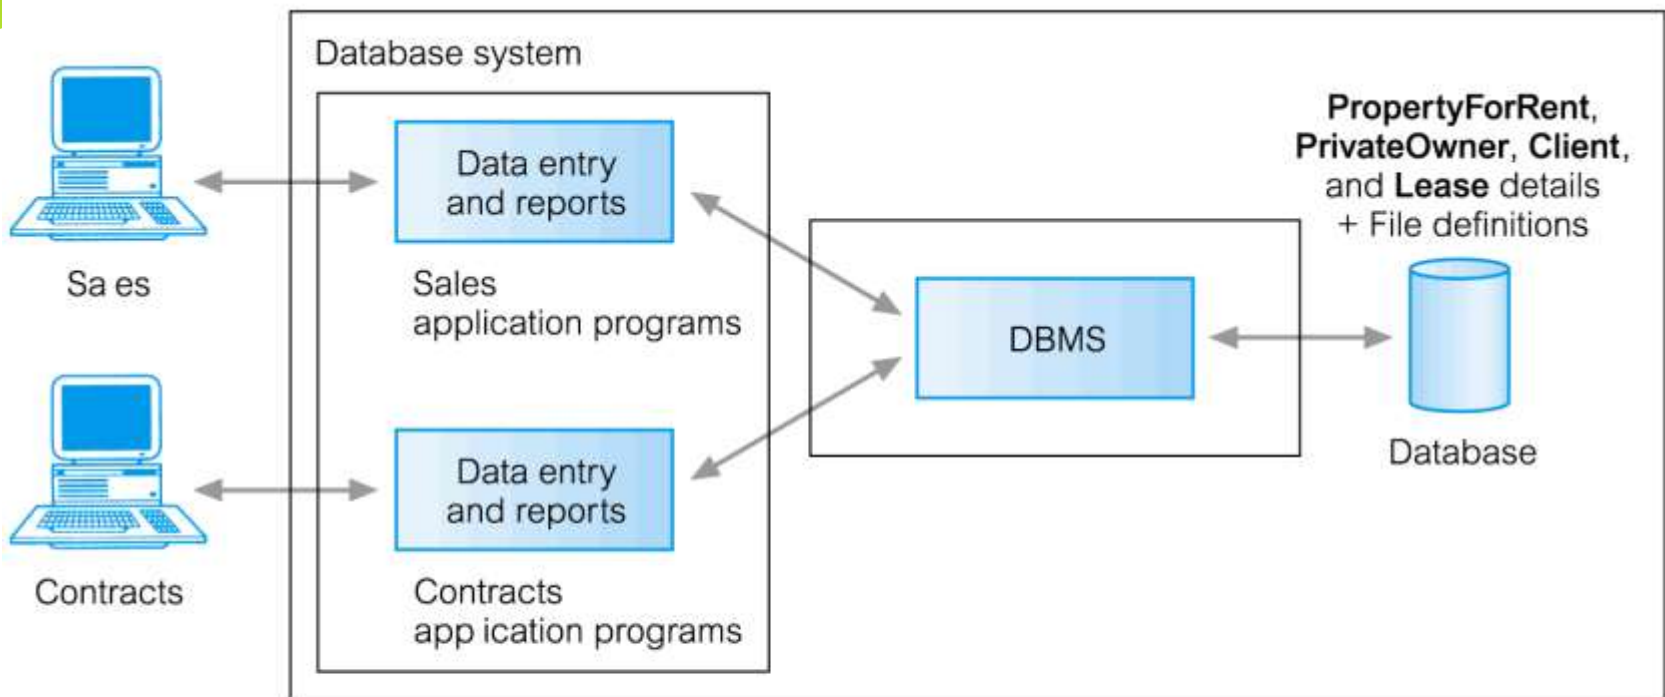 Database system
PropertyForRent,
PrivateOwner, Client,
and Lease details
+ File definitions
Data entry
and reports
Sa es
Sales
application programs
DBMS
Database
Data entry
and reports
Contracts
Contracts
app ication programs